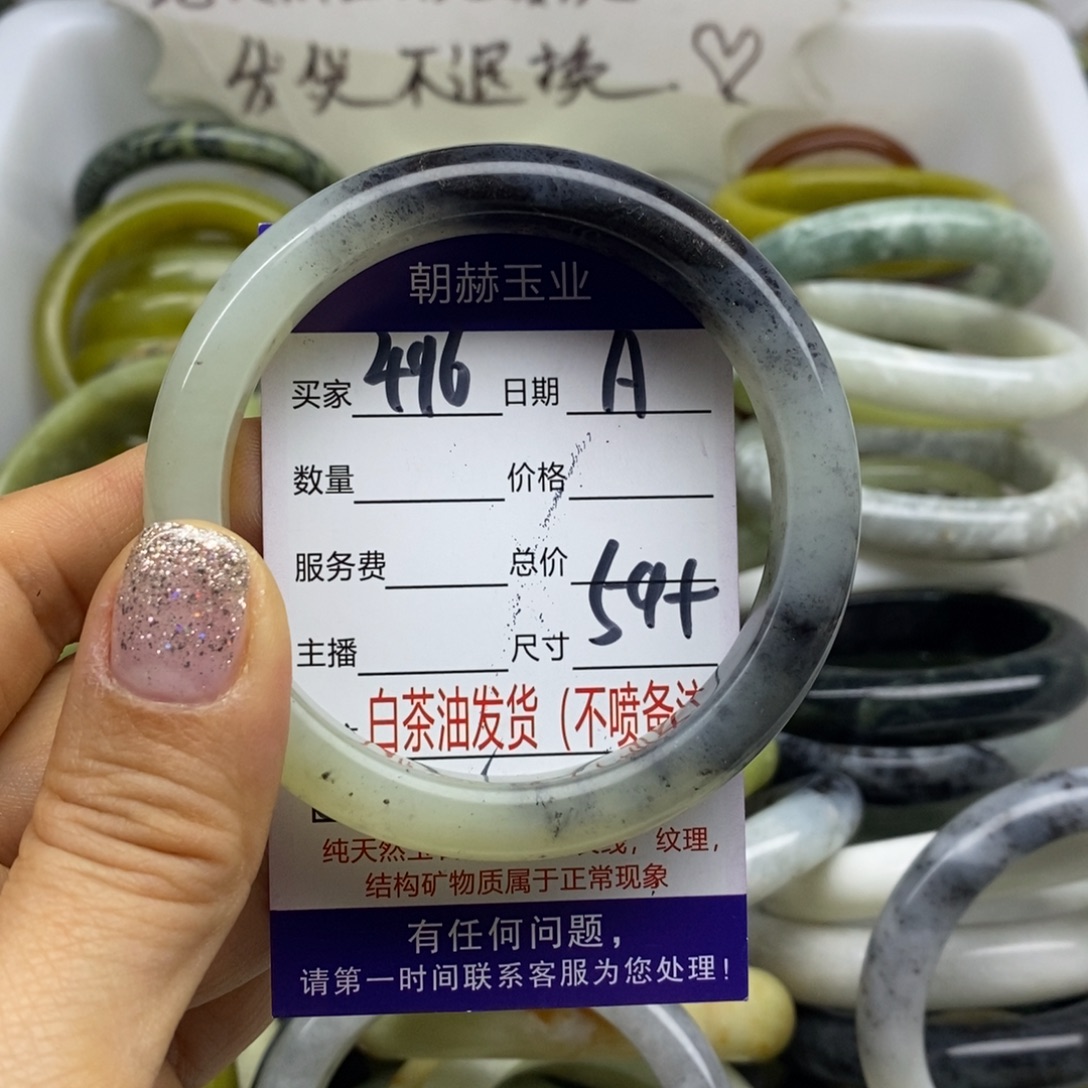 发货不退换.♡
朝赫玉业
买家 496 日期 A
数量 价格
服务费 总价
主播 尺寸 59+
白茶油发货（不喷备注
纹理，
结构矿物质属于正常现象
有任何问题，
请第一时间联系客服为您处理！